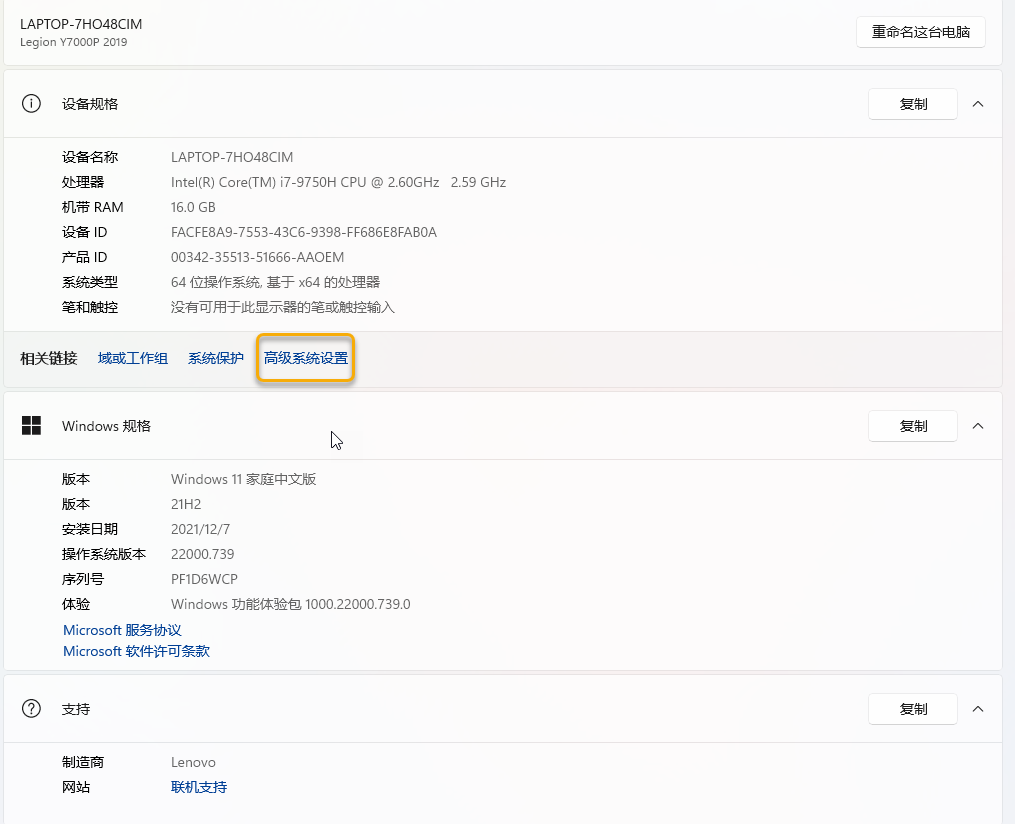 LAPTOP-7HO48CIM
Legion Y7000P 2019
重命名这台电脑
设备规格
复制
设备名称 LAPTOP-7HO48CIM
处理器 Intel(R) Core(TM) i7-9750H CPU @ 2.60GHz 2.59 GHz
机带 RAM 16.0 GB
设备 ID FACFE8A9-7553-43C6-9398-FF686E8FAB0A
产品 ID 00342-35513-51666-AAOEM
系统类型 64 位操作系统, 基于 x64 的处理器
笔和触控 没有可用于此显示器的笔或触控输入
相关链接 域或工作组 系统保护 高级系统设置
Windows 规格
复制
版本 Windows 11 家庭中文版
版本 21H2
安装日期 2021/12/7
操作系统版本 22000.739
序列号 PF1D6WCP
体验 Windows 功能体验包 1000.22000.739.0
Microsoft 服务协议
Microsoft 软件许可条款
支持
复制
制造商 Lenovo
网站 联机支持